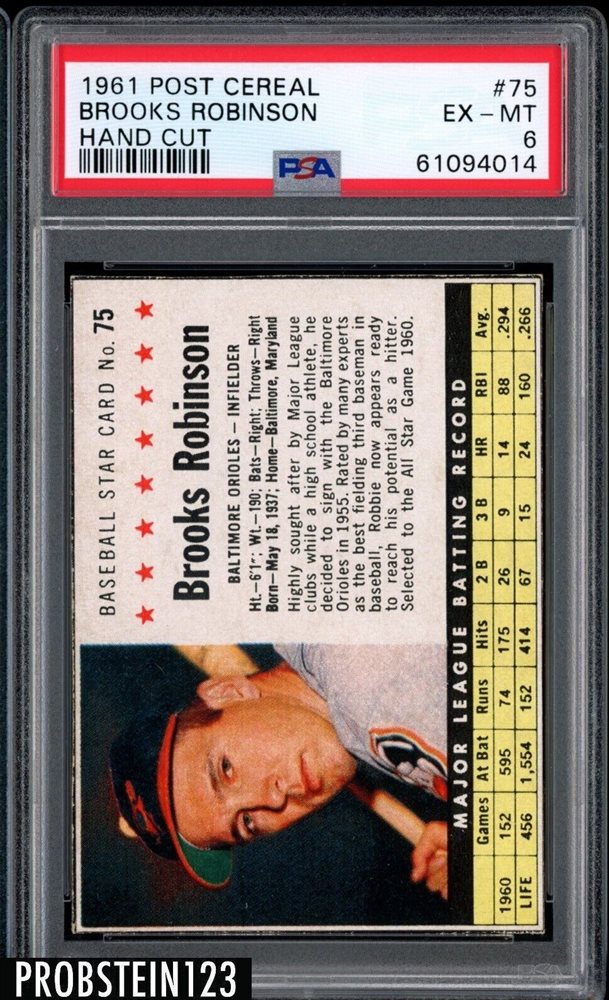 1961 POST CEREAL #75
BROOKS ROBINSON EX - MT
HAND CUT 6
PSA 61094014
BASEBALL STAR CARD No. 75
Brooks Robinson
BALTIMORE ORIOLES — INFIELDER
Ht.—6'1"; Wt.—190; Bats—Right; Throws—Right
Born—May 18, 1937; Home—Baltimore, Maryland
Highly sought after by Major League
clubs while a high school athlete, he
decided to sign with the Baltimore
Orioles in 1955. Rated by many experts
as the best fielding third baseman in
baseball, Robbie now appears ready
to reach his potential as a hitter.
Selected to the All Star Game 1960.
MAJOR LEAGUE BATTING RECORD
Games At Bat Runs Hits 2 B 3 B HR RBI Avg.
1960 152 595 74 175 26 9 14 88 .294
LIFE 456 1,554 152 414 67 15 24 160 .266
PROBSTEIN123